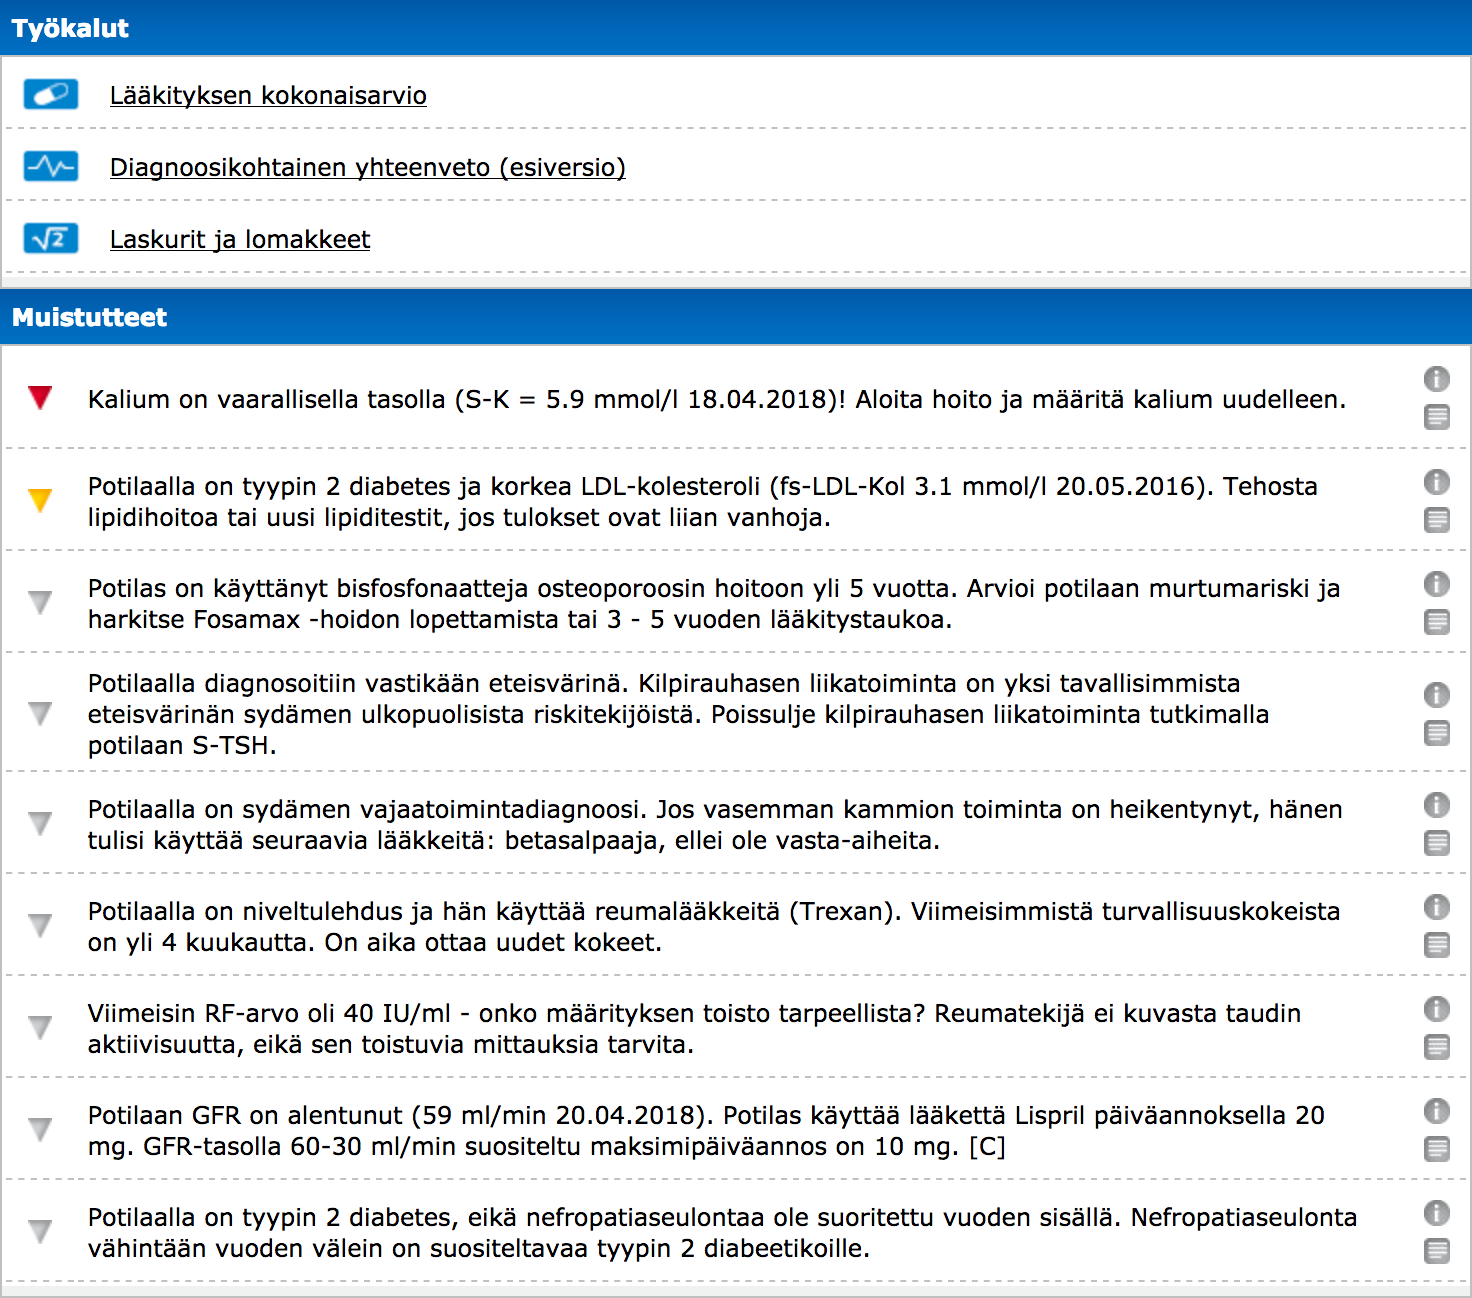 Työkalut
Lääkityksen kokonaisarvio
Diagnoosikohtainen yhteenveto (esiversio)
√2 Laskurit ja lomakkeet
Muistutteet
Kalium on vaarallisella tasolla (S-K = 5.9 mmol/l 18.04.2018)! Aloita hoito ja määritä kalium uudelleen.
Potilaalla on tyypin 2 diabetes ja korkea LDL-kolesteroli (fs-LDL-Kol 3.1 mmol/l 20.05.2016). Tehosta
lipidihoitoa tai uusi lipiditestit, jos tulokset ovat liian vanhoja.
Potilas on käyttänyt bisfosfonaatteja osteoporoosin hoitoon yli 5 vuotta. Arvioi potilaan murtumariski ja
harkitse Fosamax -hoidon lopettamista tai 3 - 5 vuoden lääkitystaukoa.
Potilaalla diagnosoitiin vastikään eteisvärinä. Kilpirauhasen liikatoiminta on yksi tavallisimmista
eteisvärinän sydämen ulkopuolisista riskitekijöistä. Poissulje kilpirauhasen liikatoiminta tutkimalla
potilaan S-TSH.
Potilaalla on sydämen vajaatoimintadiagnoosi. Jos vasemman kammion toiminta on heikentynyt, hänen
tulisi käyttää seuraavia lääkkeitä: betasalpaaja, ellei ole vasta-aiheita.
Potilaalla on niveltulehdus ja hän käyttää reumalääkkeitä (Trexan). Viimeisimmistä turvallisuuskokeista
on yli 4 kuukautta. On aika ottaa uudet kokeet.
Viimeisin RF-arvo oli 40 IU/ml - onko määrityksen toisto tarpeellista? Reumatekijä ei kuvasta taudin
aktiivisuutta, eikä sen toistuvia mittauksia tarvita.
Potilaan GFR on alentunut (59 ml/min 20.04.2018). Potilas käyttää lääkettä Lispril päiväannoksella 20
mg. GFR-tasolla 60-30 ml/min suositeltu maksimipäiväannos on 10 mg. [C]
Potilaalla on tyypin 2 diabetes, eikä nefropatiaseulontaa ole suoritettu vuoden sisällä. Nefropatiaseulonta
vähintään vuoden välein on suositeltavaa tyypin 2 diabeetikoille.